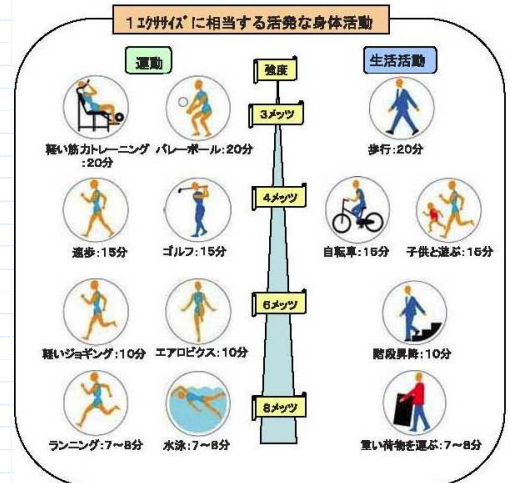 1エクササイズに相当する活発な身体活動
運動
強度
生活活動
3メッツ
軽い筋力トレーニング
:20分
バレーボール:20分
歩行:20分
4メッツ
速歩:15分
ゴルフ:15分
自転車:15分
子供と遊ぶ:15分
6メッツ
軽いジョギング:10分
エアロビクス:10分
階段昇降:10分
8メッツ
ランニング:7~8分
水泳:7~8分
重い荷物を運ぶ:7~8分